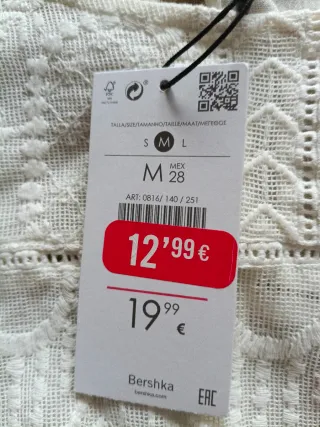 TALLA/SIZE/TAMANHO/TAILLE/MAAT/METERISGE
S M L
M MEX 28
ART: 0816/ 140 / 251
12'99€
19 99 €
Bershka
bershka.com
EAC